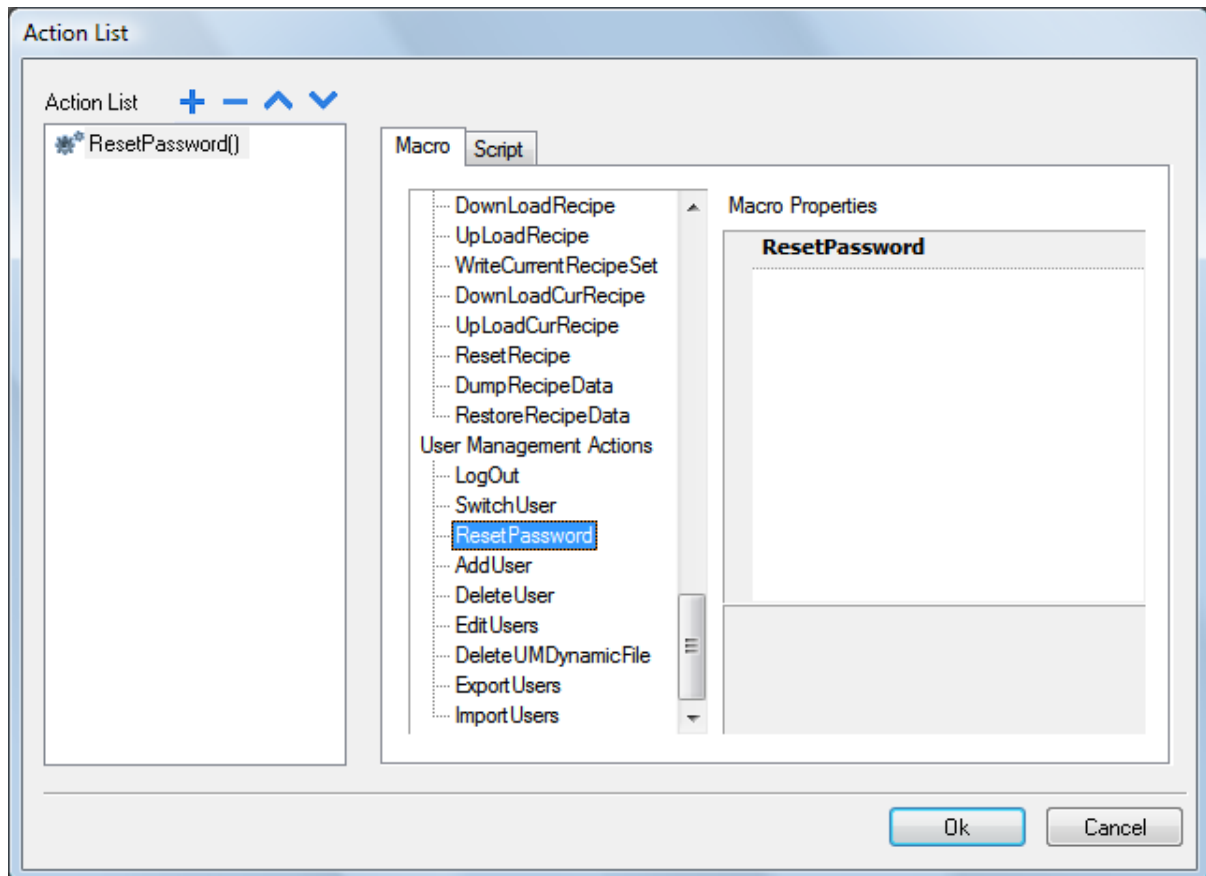 Action List
Action List
ResetPassword()
Macro
Script
DownLoadRecipe
UpLoadRecipe
WriteCurrentRecipeSet
DownLoadCurRecipe
UpLoadCurRecipe
ResetRecipe
DumpRecipeData
RestoreRecipeData
User Management Actions
LogOut
SwitchUser
ResetPassword
AddUser
DeleteUser
EditUsers
DeleteUMDynamicFile
ExportUsers
ImportUsers
Macro Properties
ResetPassword
Ok
Cancel